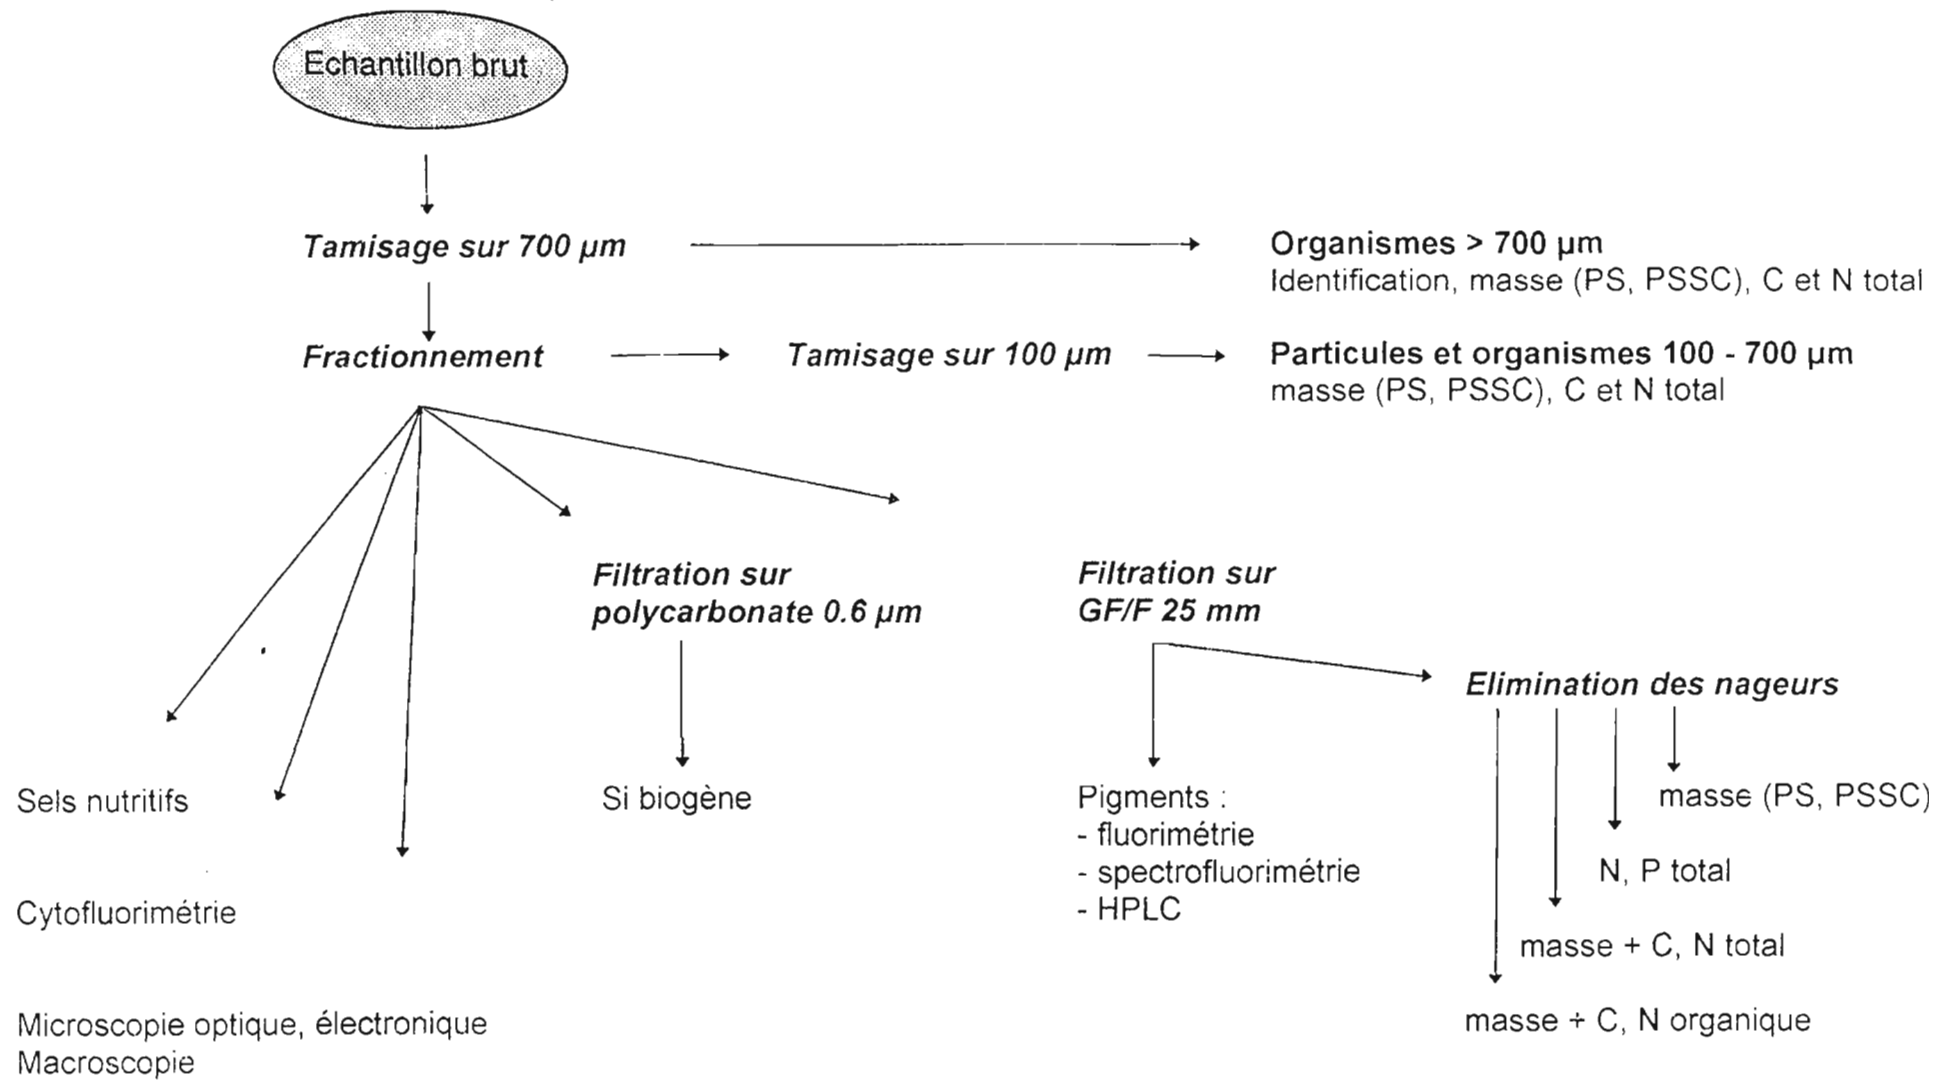 Echantillon brut
Tamisage sur 700 µm
Organismes > 700 µm
Identification, masse (PS, PSSC), C et N total
Fractionnement
Tamisage sur 100 µm
Particules et organismes 100 - 700 µm
masse (PS, PSSC), C et N total
Filtration sur
polycarbonate 0.6 µm
Filtration sur
GF/F 25 mm
Elimination des nageurs
Sels nutritifs
Si biogène
Pigments :
- fluorimétrie
- spectrofluorimétrie
- HPLC
masse (PS, PSSC)
N, P total
Cytofluorimétrie
masse + C, N total
masse + C, N organique
Microscopie optique, électronique
Macroscopie